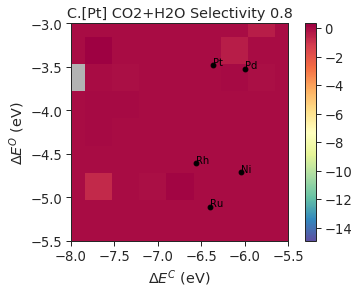 C.[Pt] CO2+H2O Selectivity 0.8
−3.0
−3.5
−4.0
−4.5
−5.0
−5.5
ΔE^O (eV)
Pt
Pd
Rh
Ni
Ru
−8.0 −7.5 −7.0 −6.5 −6.0 −5.5
ΔE^C (eV)
0
−2
−4
−6
−8
−10
−12
−14